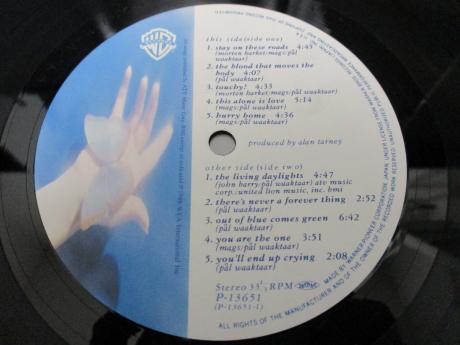 this side (side one)
1. stay on these roads 4:45
(morten harket/mags/pål
waaktaar)
2. the blood that moves the
body 4:07
(pål waaktaar)
3. touchy! 4:33
(morten harket/mags/pål waaktaar)
4. this alone is love 5:14
(mags/pål waaktaar)
5. hurry home 4:36
(mags/pål waaktaar)
produced by alan tarney
other side (side two)
1. the living daylights 4:47
(john barry/pål waaktaar) atv music
corp./united lion music, inc. bmi
2. there's never a forever thing 2:52
(pål waaktaar)
3. out of blue comes green 6:42
(pål waaktaar)
4. you are the one 3:51
(mags/pål waaktaar)
5. you'll end up crying 2:08
(pål waaktaar)
Stereo 33⅓ RPM
P-13651
(P-13651-1)
MADE BY WARNER-PIONEER CORPORATION, JAPAN
ALL RIGHTS OF THE MANUFACTURER AND OF THE OWNER OF THE RECORDED WORK RESERVED